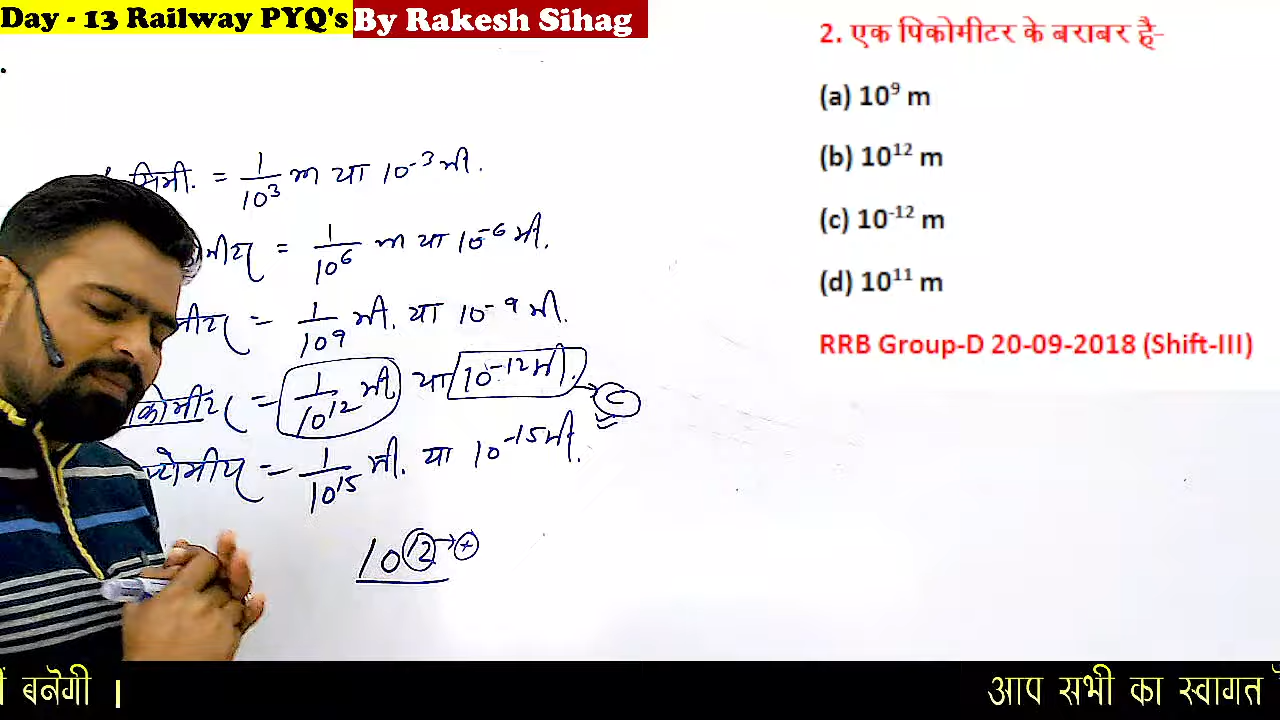 Day - 13 Railway PYQ's By Rakesh Sihag
2. एक पिकोमीटर के बराबर है-
(a) 10⁹ m
(b) 10¹² m
(c) 10⁻¹² m
(d) 10¹¹ m
RRB Group-D 20-09-2018 (Shift-III)
मिमी. = 1/10³ m या 10⁻³ मी.
= 1/10⁶ m या 10⁻⁶ मी.
= 1/10⁹ मी. या 10⁻⁹ मी.
= 1/10¹² मी या 10⁻¹² मी. → C
= 1/10¹⁵ मी. या 10⁻¹⁵ मी.
10¹² → +
बनेगी । आप सभी का स्वागत